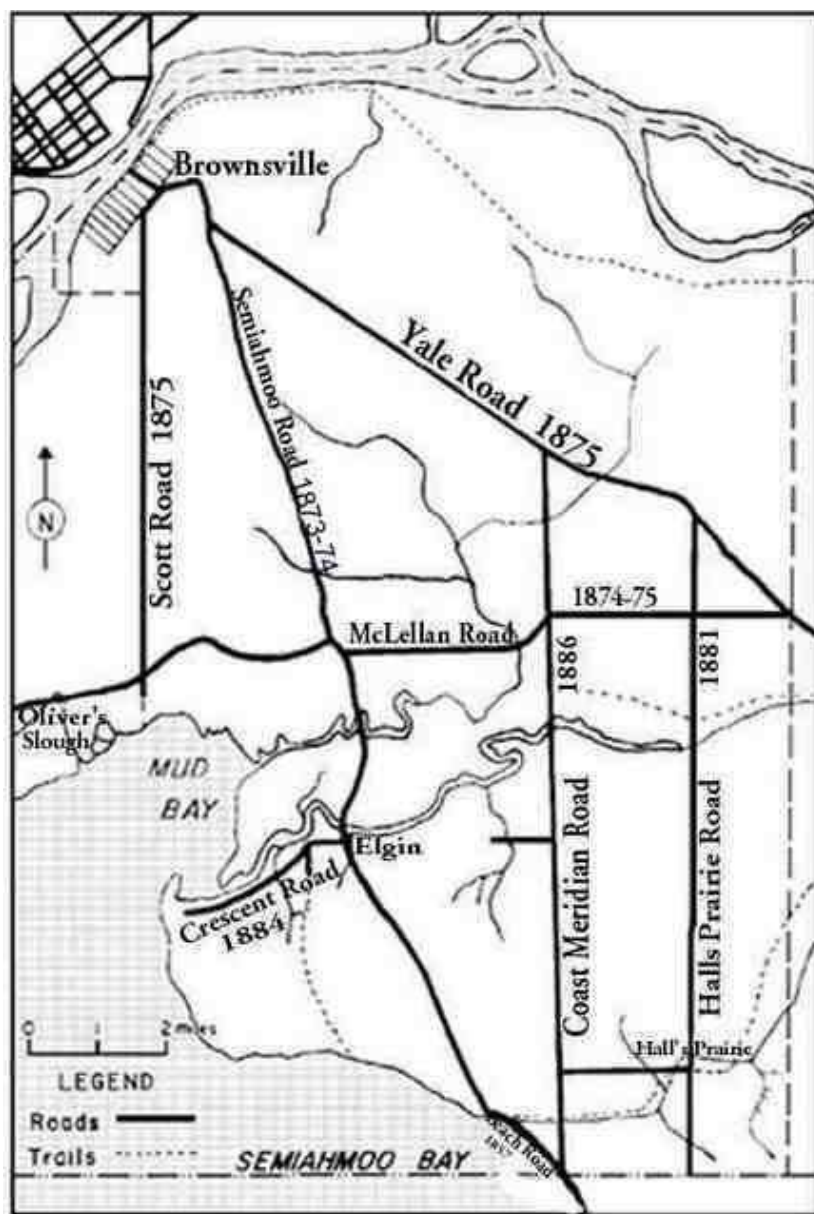 Brownsville
Semiahmoo Road 1873-74
Yale Road 1875
Scott Road 1875
N
1874-75
McLellan Road
1886
1881
Oliver's
Slough
MUD
BAY
Elgin
Crescent Road
1884
Coast Meridian Road
Halls Prairie Road
0 1 2 miles
Hall's Prairie
LEGEND
Roads
Trails
Beach Road
SEMIAHMOO BAY